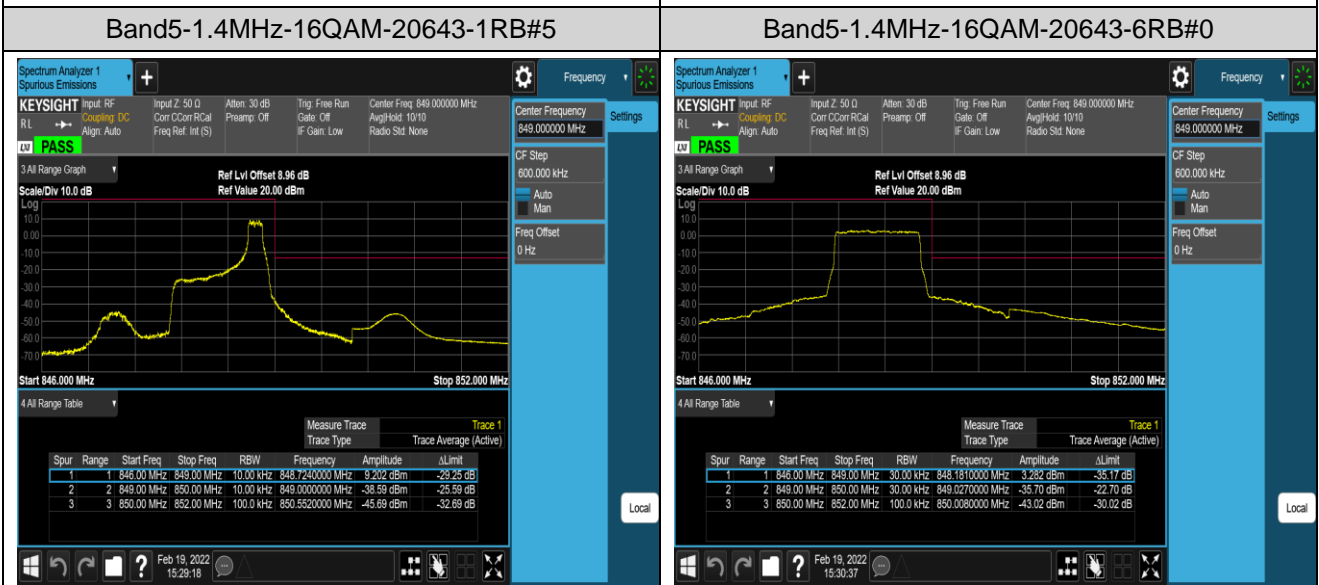 Band5-1.4MHz-16QAM-20643-1RB#5
Spectrum Analyzer 1
Spurious Emissions
+
Frequency
KEYSIGHT Input: RF Input Z: 50 Ω Atten: 30 dB Trig: Free Run Center Freq: 849.000000 MHz
RL Coupling: DC Corr CCorr RCal Preamp: Off Gate: Off Avg|Hold: 10/10
Align: Auto Freq Ref: Int (S) IF Gain: Low Radio Std: None
LXI PASS
Center Frequency
849.000000 MHz
Settings
CF Step
600.000 kHz
Auto
Man
Freq Offset
0 Hz
3 All Range Graph
Ref Lvl Offset 8.96 dB
Scale/Div 10.0 dB Ref Value 20.00 dBm
Log
10.0
0.00
-10.0
-20.0
-30.0
-40.0
-50.0
-60.0
-70.0
Start 846.000 MHz Stop 852.000 MHz
4 All Range Table
Measure Trace Trace 1
Trace Type Trace Average (Active)
Spur Range Start Freq Stop Freq RBW Frequency Amplitude ΔLimit
1 1 846.00 MHz 849.00 MHz 10.00 kHz 848.7240000 MHz 9.202 dBm -29.25 dB
2 2 849.00 MHz 850.00 MHz 10.00 kHz 849.0000000 MHz -38.59 dBm -25.59 dB
3 3 850.00 MHz 852.00 MHz 100.0 kHz 850.5520000 MHz -45.69 dBm -32.69 dB
Local
? Feb 19, 2022
15:29:18
Band5-1.4MHz-16QAM-20643-6RB#0
Spectrum Analyzer 1
Spurious Emissions
+
Frequency
KEYSIGHT Input: RF Input Z: 50 Ω Atten: 30 dB Trig: Free Run Center Freq: 849.000000 MHz
RL Coupling: DC Corr CCorr RCal Preamp: Off Gate: Off Avg|Hold: 10/10
Align: Auto Freq Ref: Int (S) IF Gain: Low Radio Std: None
LXI PASS
Center Frequency
849.000000 MHz
Settings
CF Step
600.000 kHz
Auto
Man
Freq Offset
0 Hz
3 All Range Graph
Ref Lvl Offset 8.96 dB
Scale/Div 10.0 dB Ref Value 20.00 dBm
Log
10.0
0.00
-10.0
-20.0
-30.0
-40.0
-50.0
-60.0
-70.0
Start 846.000 MHz Stop 852.000 MHz
4 All Range Table
Measure Trace Trace 1
Trace Type Trace Average (Active)
Spur Range Start Freq Stop Freq RBW Frequency Amplitude ΔLimit
1 1 846.00 MHz 849.00 MHz 30.00 kHz 848.1810000 MHz 3.282 dBm -35.17 dB
2 2 849.00 MHz 850.00 MHz 30.00 kHz 849.0270000 MHz -35.70 dBm -22.70 dB
3 3 850.00 MHz 852.00 MHz 100.0 kHz 850.0080000 MHz -43.02 dBm -30.02 dB
Local
? Feb 19, 2022
15:30:37